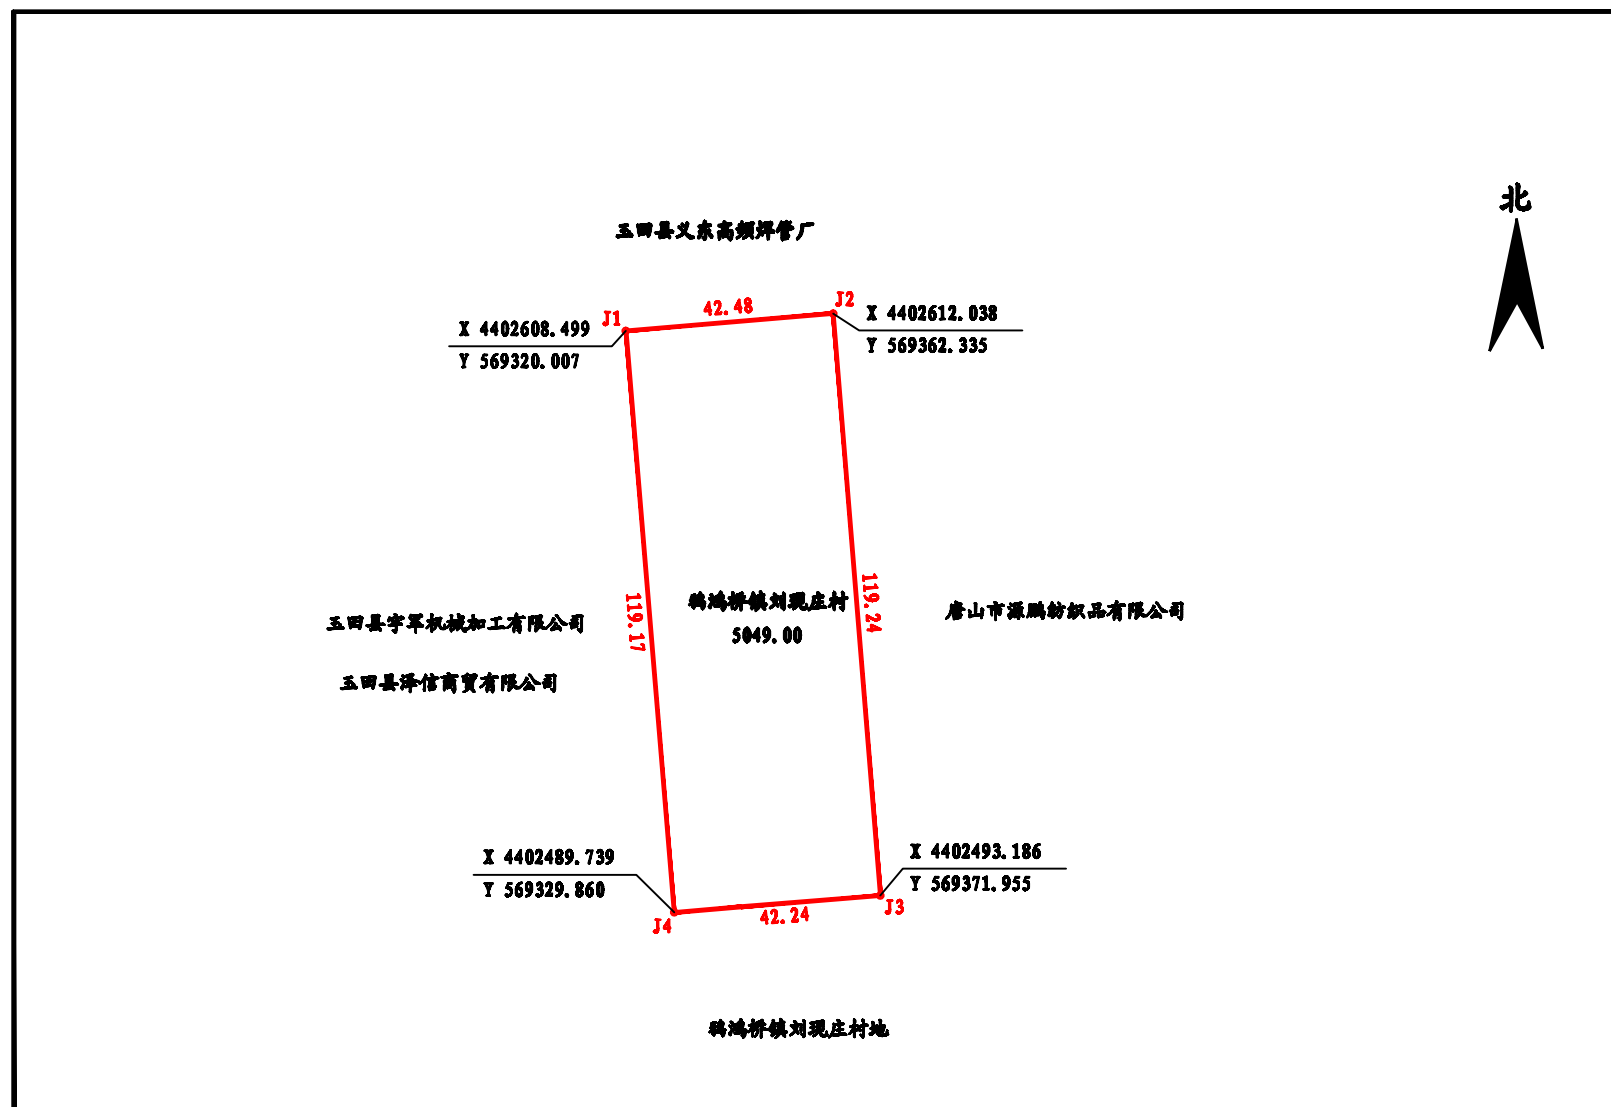 北
玉田县义东高频焊管厂
J1
42.48
J2
X 4402608.499
Y 569320.007
X 4402612.038
Y 569362.335
119.17
119.24
鸦鸿桥镇刘现庄村
5049.00
玉田县宇军机械加工有限公司
玉田县泽信商贸有限公司
唐山市源鹏纺织品有限公司
X 4402489.739
Y 569329.860
X 4402493.186
Y 569371.955
J4
42.24
J3
鸦鸿桥镇刘现庄村地